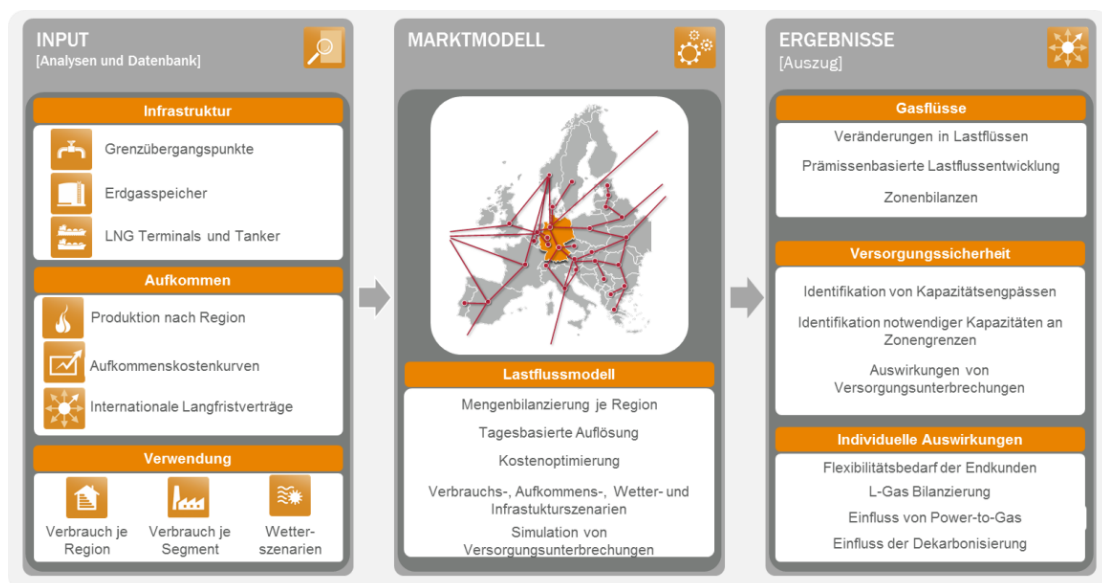 INPUT
[Analysen und Datenbank]
Infrastruktur
Grenzübergangspunkte
Erdgasspeicher
LNG Terminals und Tanker
Aufkommen
Produktion nach Region
Aufkommenskostenkurven
Internationale Langfristverträge
Verwendung
Verbrauch je
Region
Verbrauch je
Segment
Wetter-
szenarien
MARKTMODELL
Lastflussmodell
Mengenbilanzierung je Region
Tagesbasierte Auflösung
Kostenoptimierung
Verbrauchs-, Aufkommens-, Wetter- und
Infrastukturszenarien
Simulation von
Versorgungsunterbrechungen
ERGEBNISSE
[Auszug]
Gasflüsse
Veränderungen in Lastflüssen
Prämissenbasierte Lastflussentwicklung
Zonenbilanzen
Versorgungssicherheit
Identifikation von Kapazitätsengpässen
Identifikation notwendiger Kapazitäten an
Zonengrenzen
Auswirkungen von
Versorgungsunterbrechungen
Individuelle Auswirkungen
Flexibilitätsbedarf der Endkunden
L-Gas Bilanzierung
Einfluss von Power-to-Gas
Einfluss der Dekarbonisierung